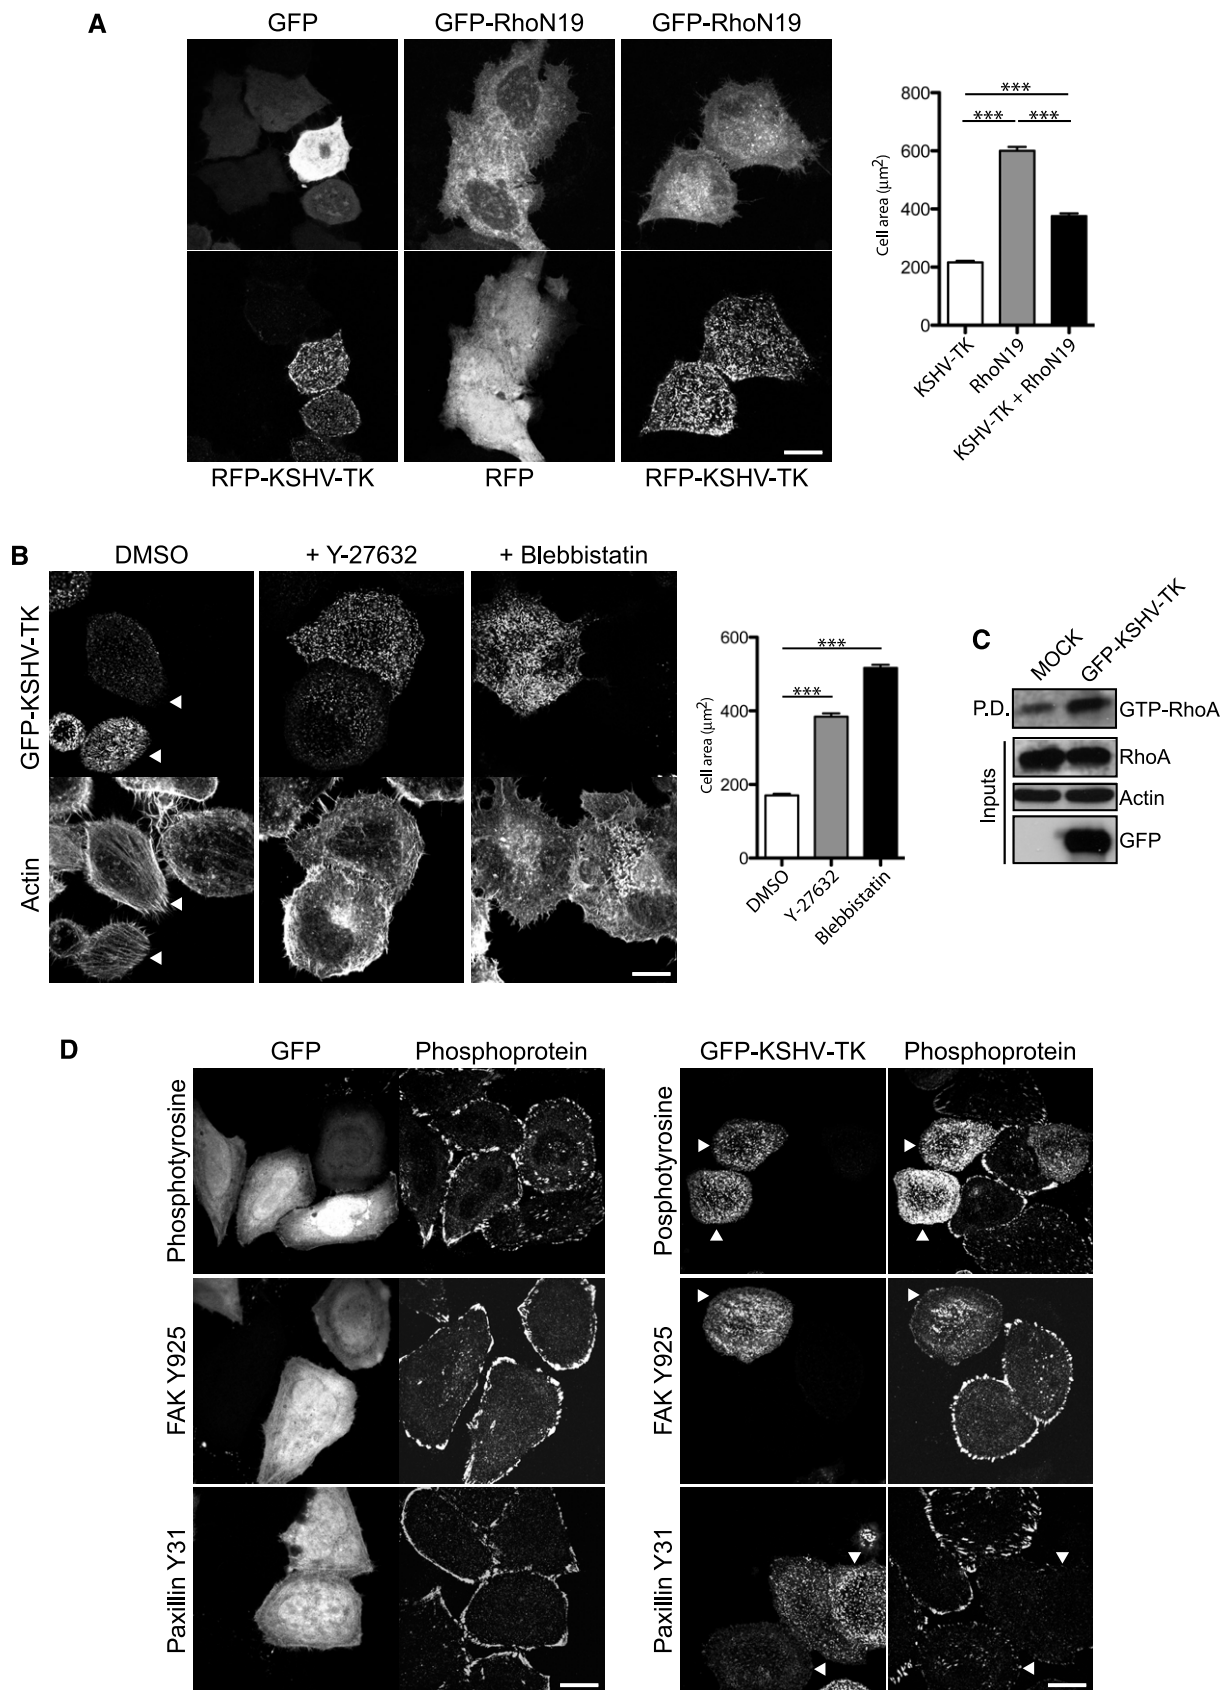 A
GFP
GFP-RhoN19
GFP-RhoN19
RFP-KSHV-TK
RFP
RFP-KSHV-TK
Cell area (μm2)
800
600
400
200
0
***
***
***
KSHV-TK
RhoN19
KSHV-TK + RhoN19
B
DMSO
+ Y-27632
+ Blebbistatin
GFP-KSHV-TK
Actin
Cell area (μm2)
600
400
200
0
***
***
DMSO
Y-27632
Blebbistatin
C
MOCK
GFP-KSHV-TK
P.D.
GTP-RhoA
Inputs
RhoA
Actin
GFP
D
GFP
Phosphoprotein
GFP-KSHV-TK
Phosphoprotein
Phosphotyrosine
Posphotyrosine
FAK Y925
FAK Y925
Paxillin Y31
Paxillin Y31